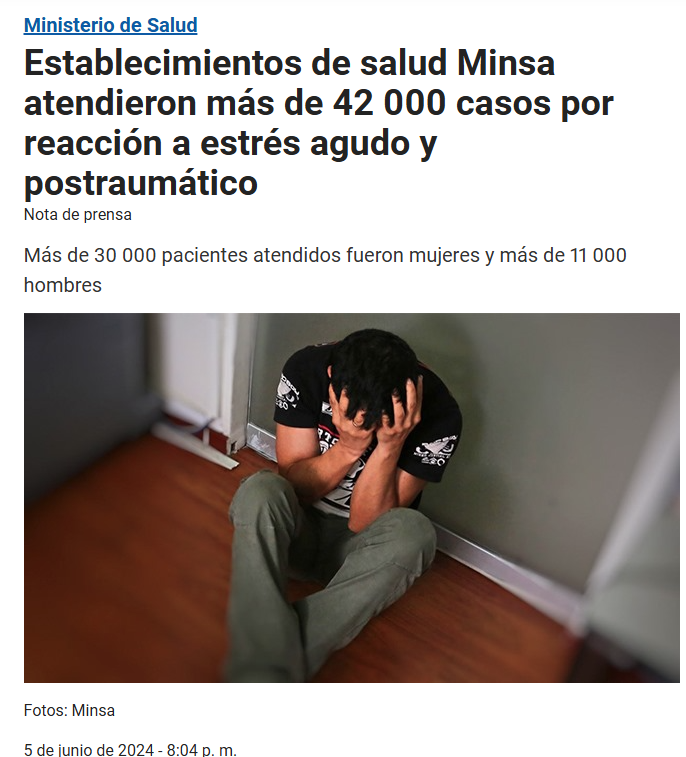 Ministerio de Salud
Establecimientos de salud Minsa
atendieron más de 42 000 casos por
reacción a estrés agudo y
postraumático
Nota de prensa
Más de 30 000 pacientes atendidos fueron mujeres y más de 11 000
hombres
Fotos: Minsa
5 de junio de 2024 - 8:04 p. m.